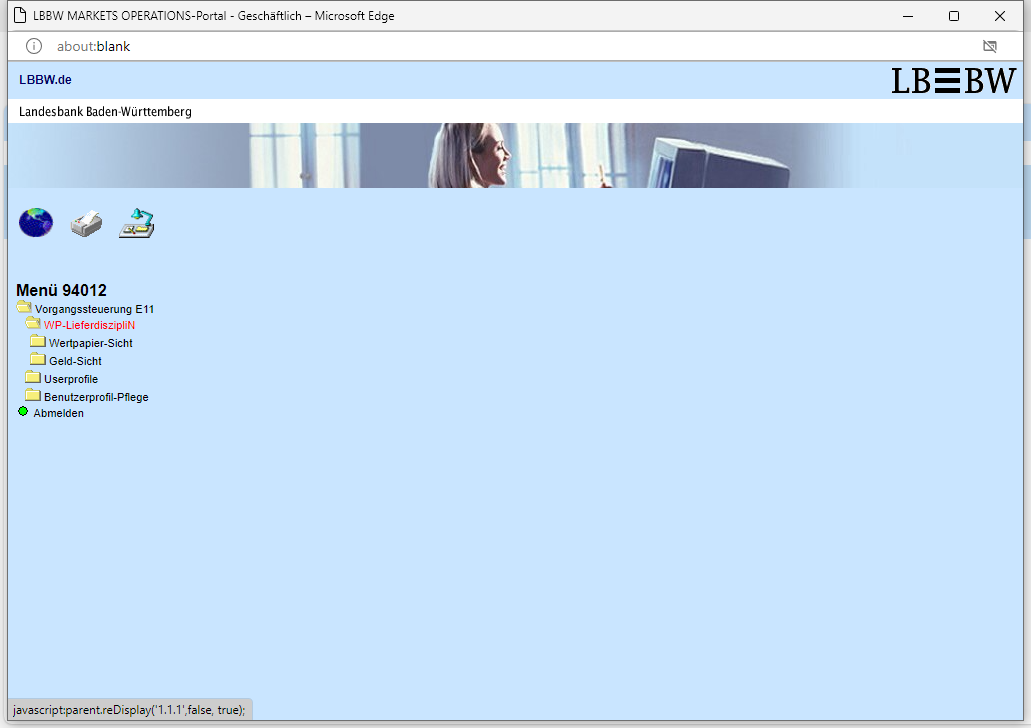 LBBW MARKETS OPERATIONS-Portal - Geschäftlich – Microsoft Edge
about:blank
LBBW.de
LBBW
Landesbank Baden-Württemberg
Menü 94012
Vorgangssteuerung E11
WP-LieferdisziplıN
Wertpapier-Sicht
Geld-Sicht
Userprofile
Benutzerprofil-Pflege
Abmelden
javascript:parent.reDisplay('1.1.1',false, true);